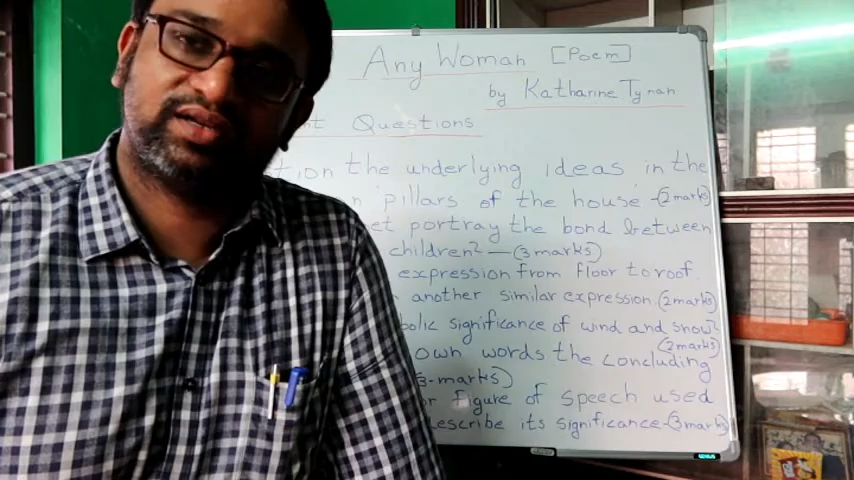 Any Woman [Poem]
by Katharine Tynan
Questions
the underlying ideas in the
'pillars of the house' -(2 marks)
portray the bond between
children? - (3 marks)
expression from floor to roof.
another similar expression. (2 marks)
significance of wind and snow?
(2 marks)
own words the concluding
(3-marks)
figure of speech used
describe its significance-(3 marks)